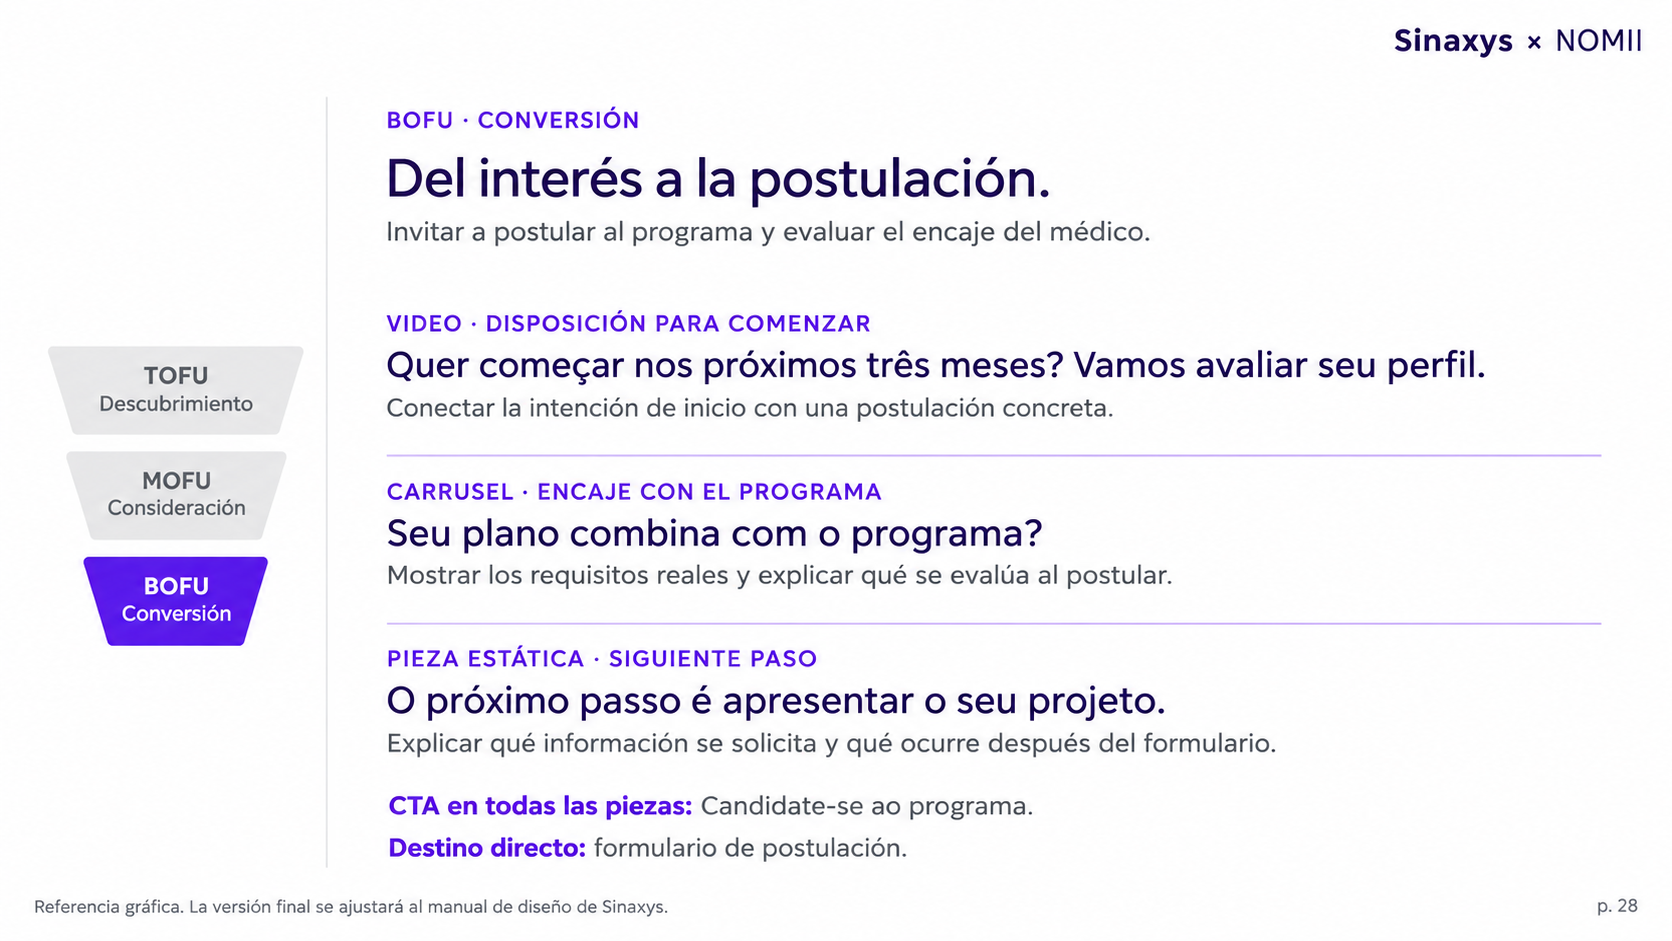 Sinaxys × NOMII
BOFU · CONVERSIÓN
Del interés a la postulación.
Invitar a postular al programa y evaluar el encaje del médico.
TOFU
Descubrimiento
MOFU
Consideración
BOFU
Conversión
VIDEO · DISPOSICIÓN PARA COMENZAR
Quer começar nos próximos três meses? Vamos avaliar seu perfil.
Conectar la intención de inicio con una postulación concreta.
CARRUSEL · ENCAJE CON EL PROGRAMA
Seu plano combina com o programa?
Mostrar los requisitos reales y explicar qué se evalúa al postular.
PIEZA ESTÁTICA · SIGUIENTE PASO
O próximo passo é apresentar o seu projeto.
Explicar qué información se solicita y qué ocurre después del formulario.
CTA en todas las piezas: Candidate-se ao programa.
Destino directo: formulario de postulación.
Referencia gráfica. La versión final se ajustará al manual de diseño de Sinaxys.
p. 28